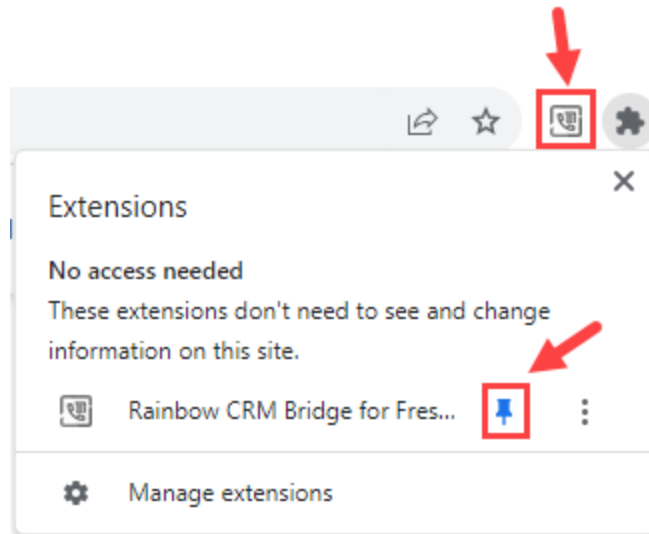 Extensions
No access needed
These extensions don't need to see and change
information on this site.
Rainbow CRM Bridge for Fres...
Manage extensions